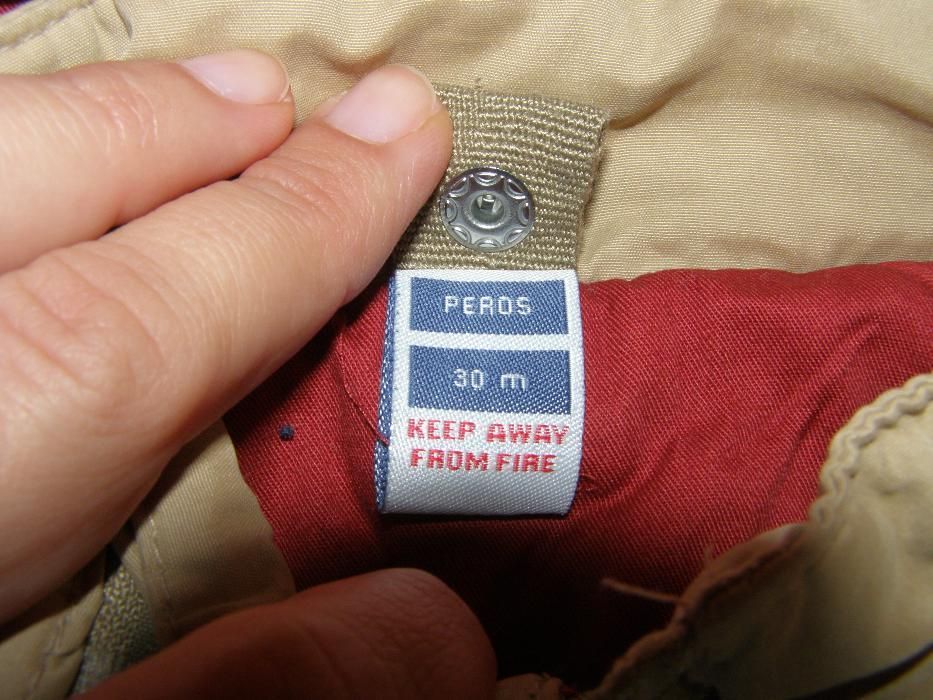 PEROS
30 m
KEEP AWAY
FROM FIRE